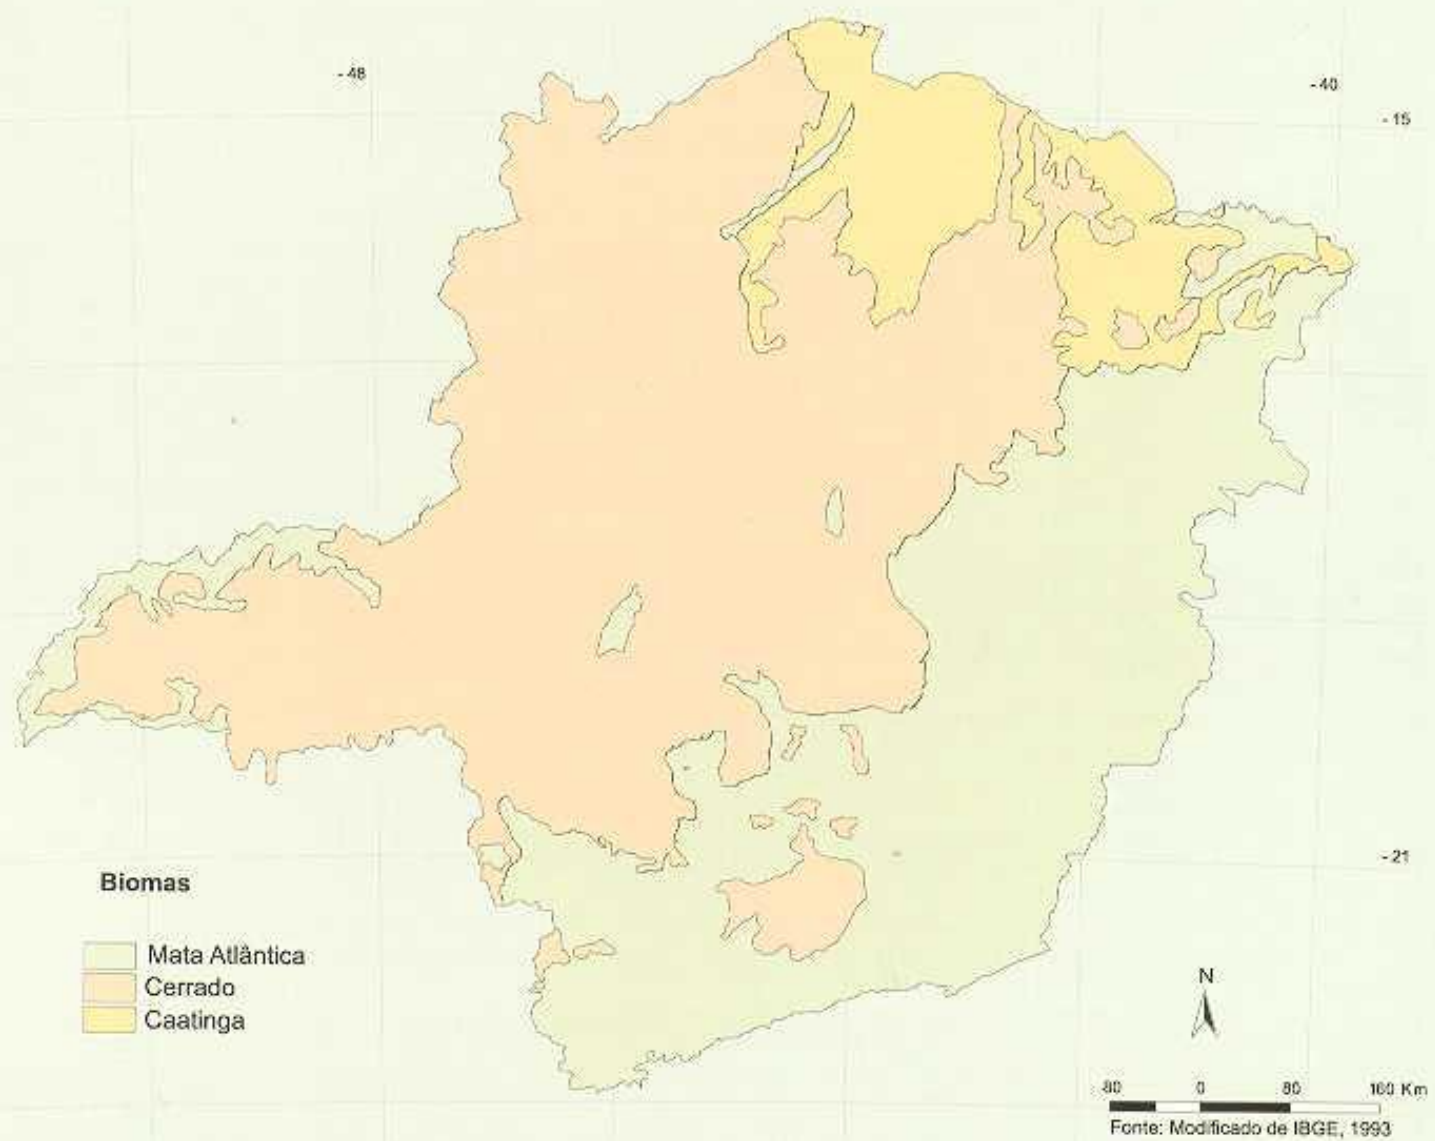 - 48
- 40
- 15
- 21
Biomas
Mata Atlântica
Cerrado
Caatinga
N
80 0 80 160 Km
Fonte: Modificado de IBGE, 1993